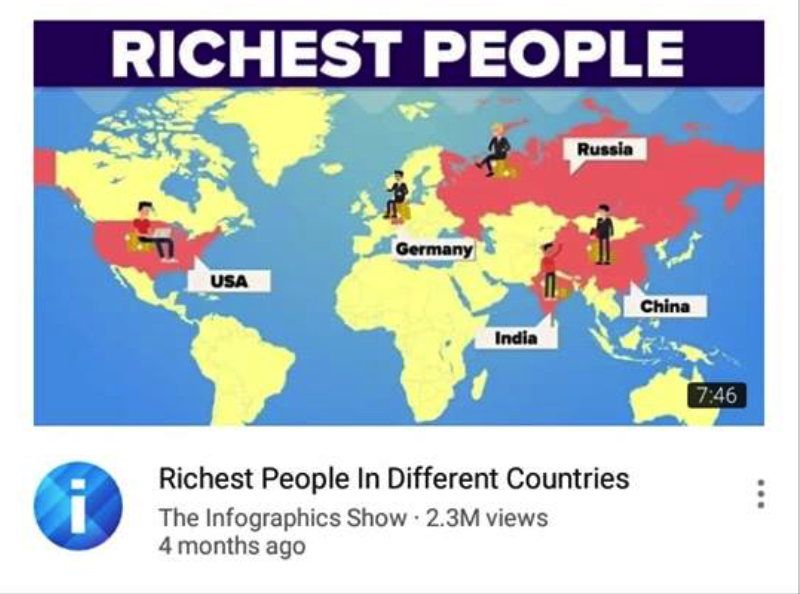 RICHEST PEOPLE
Russia
Germany
USA
China
India
7:46
Richest People In Different Countries
The Infographics Show · 2.3M views
4 months ago